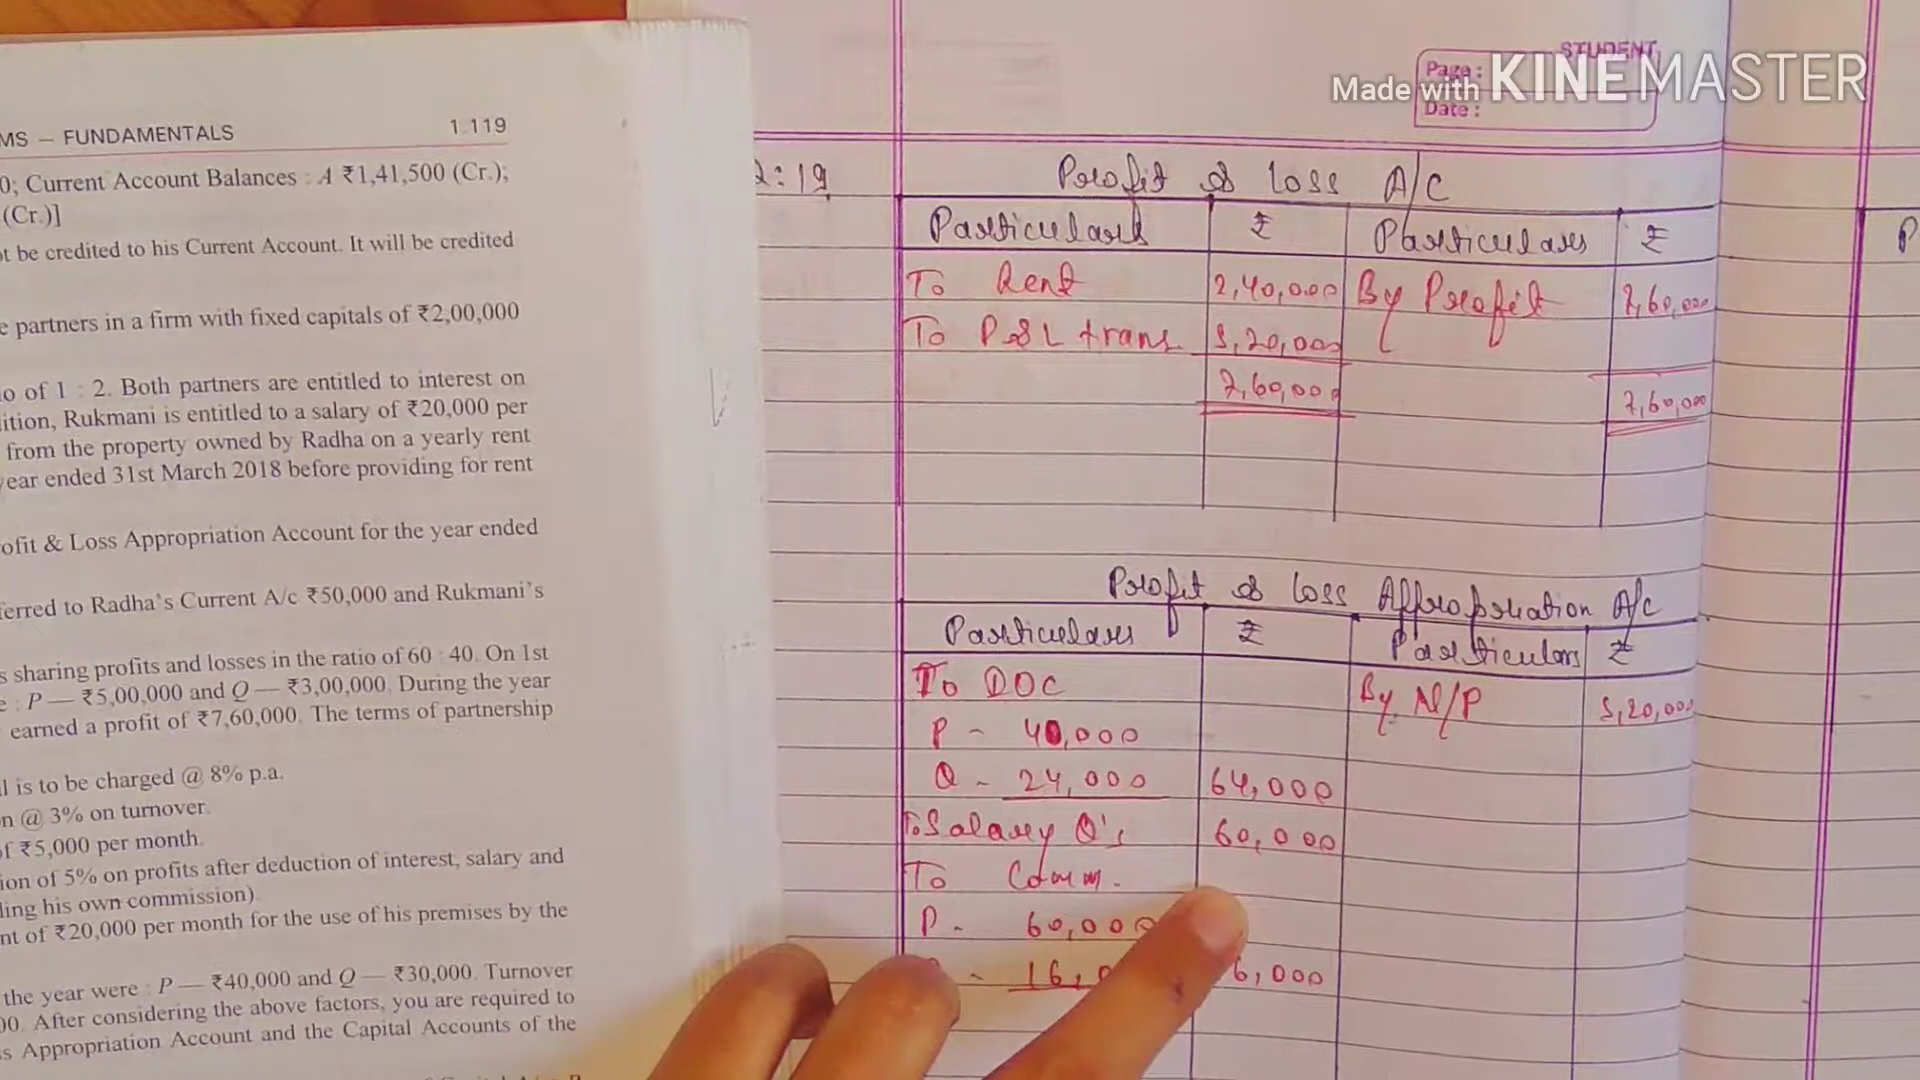 MS – FUNDAMENTALS 1.119
0; Current Account Balances : A ₹1,41,500 (Cr.);
(Cr.)]
t be credited to his Current Account. It will be credited
e partners in a firm with fixed capitals of ₹2,00,000
o of 1 : 2. Both partners are entitled to interest on
lition, Rukmani is entitled to a salary of ₹20,000 per
from the property owned by Radha on a yearly rent
year ended 31st March 2018 before providing for rent
ofit & Loss Appropriation Account for the year ended
ferred to Radha's Current A/c ₹50,000 and Rukmani's
s sharing profits and losses in the ratio of 60 : 40. On 1st
e : P — ₹5,00,000 and Q — ₹3,00,000. During the year
earned a profit of ₹7,60,000. The terms of partnership
l is to be charged @ 8% p.a.
n @ 3% on turnover.
f ₹5,000 per month.
ion of 5% on profits after deduction of interest, salary and
ling his own commission).
nt of ₹20,000 per month for the use of his premises by the
the year were : P — ₹40,000 and Q — ₹30,000. Turnover
00. After considering the above factors, you are required to
s Appropriation Account and the Capital Accounts of the
STUDENT
Page :
Date :
Made with KINEMASTER
2:19 Profit & loss A/C
Particulars ₹ Particulars ₹
To Rent 2,40,000 By Profit 7,60,000
To P&L trans 5,20,000
7,60,000 7,60,000
Profit & loss Appropriation A/c
Particulars ₹ Particulars ₹
To IOC By N/P 5,20,000
P - 40,000
Q - 24,000 64,000
To Salary Q's 60,000
To Comm.
P - 60,000
- 16,0 6,000
P